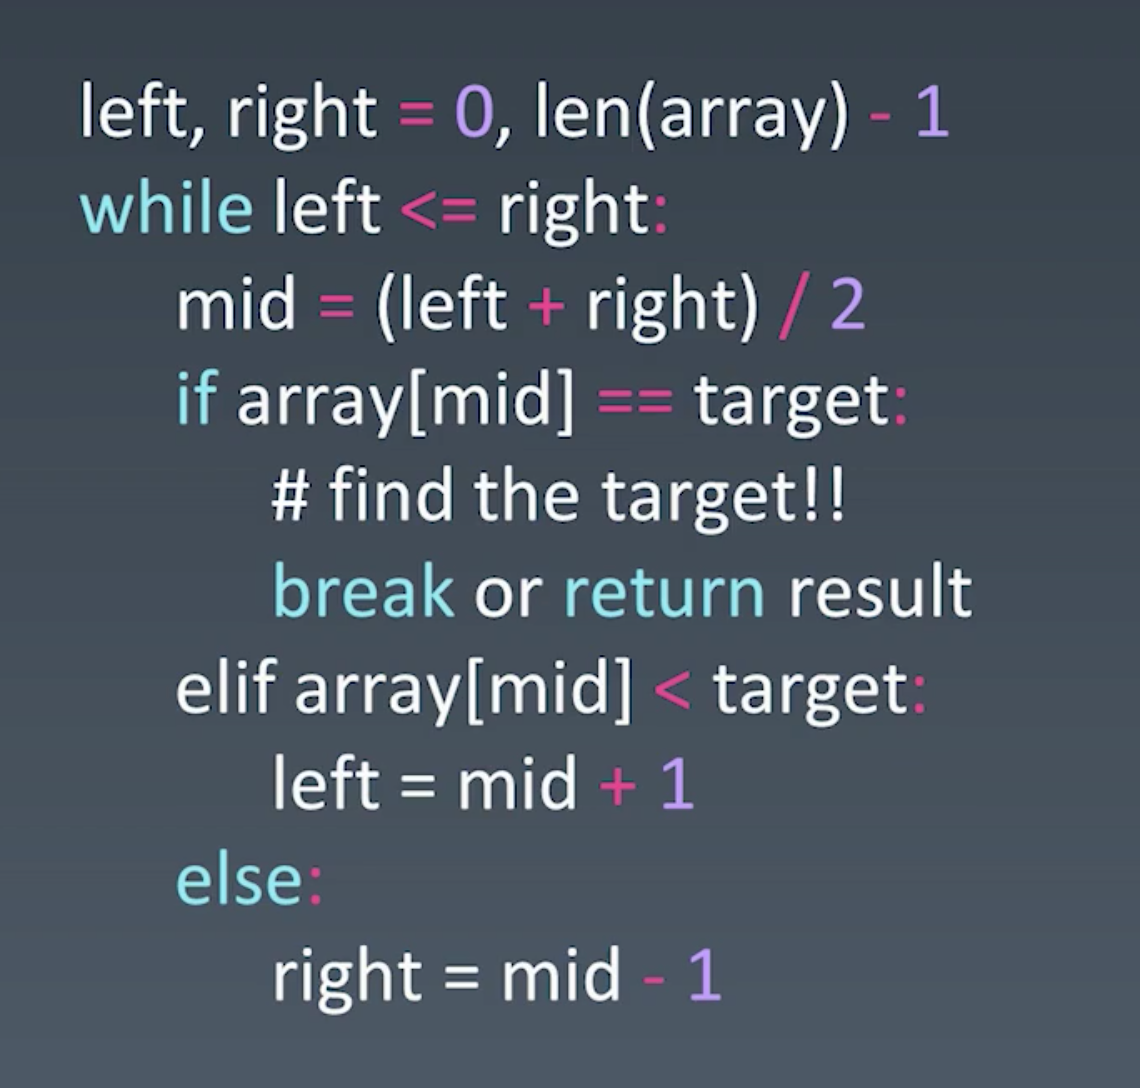 left, right = 0, len(array) - 1
while left <= right:
    mid = (left + right) / 2
    if array[mid] == target:
        # find the target!!
        break or return result
    elif array[mid] < target:
        left = mid + 1
    else:
        right = mid - 1